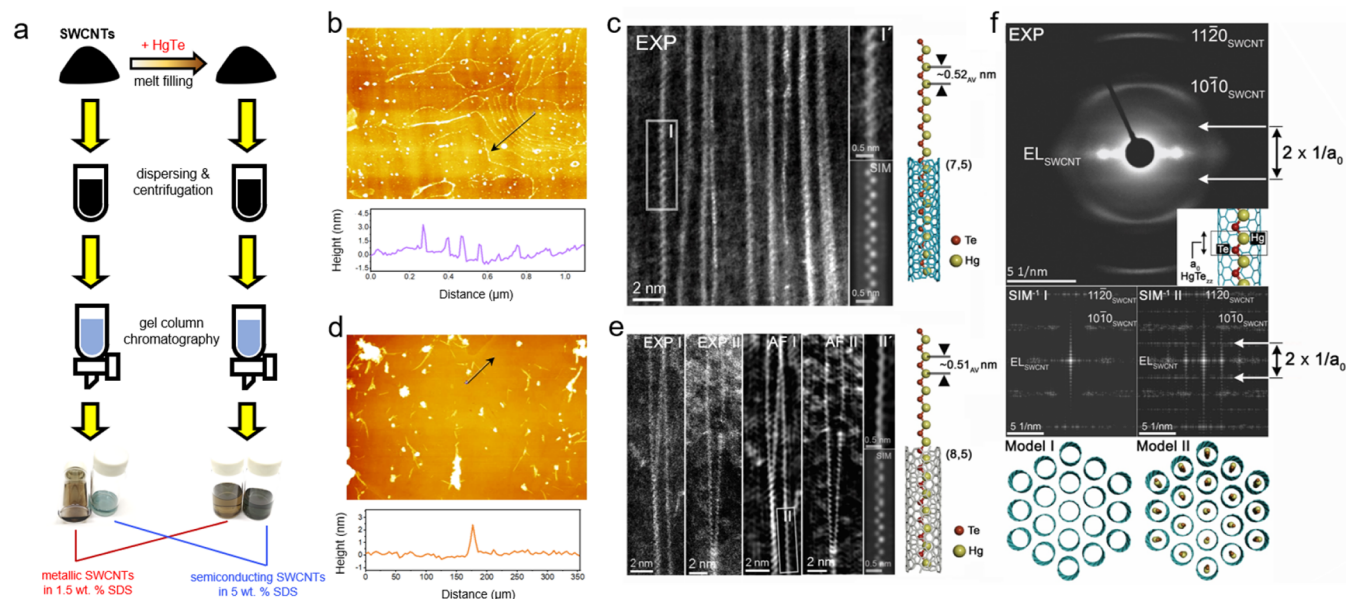 a
SWCNTs
+ HgTe
melt filling
dispersing &
centrifugation
gel column
chromatography
metallic SWCNTs
in 1.5 wt. % SDS
semiconducting SWCNTs
in 5 wt. % SDS
b
Height (nm)
4.5
3.0
1.5
0.0
-1.5
0.0
0.2
0.4
0.6
0.8
1.0
Distance (µm)
d
Height (nm)
3
2
1
0
-1
0
50
100
150
200
250
300
350
Distance (µm)
c
EXP
I
2 nm
I´
0.5 nm
SIM
0.5 nm
~0.52AV nm
(7,5)
Te
Hg
e
EXP I
2 nm
EXP II
2 nm
AF I
II
2 nm
AF II
2 nm
II´
0.5 nm
SIM
0.5 nm
~0.51AV nm
(8,5)
Te
Hg
f
EXP
112̄0SWCNT
101̄0SWCNT
ELSWCNT
2 x 1/a0
5 1/nm
Te
Hg
a0
HgTezz
SIM-1 I
112̄0SWCNT
101̄0SWCNT
ELSWCNT
5 1/nm
SIM-1 II
112̄0SWCNT
101̄0SWCNT
ELSWCNT
5 1/nm
2 x 1/a0
Model I
Model II